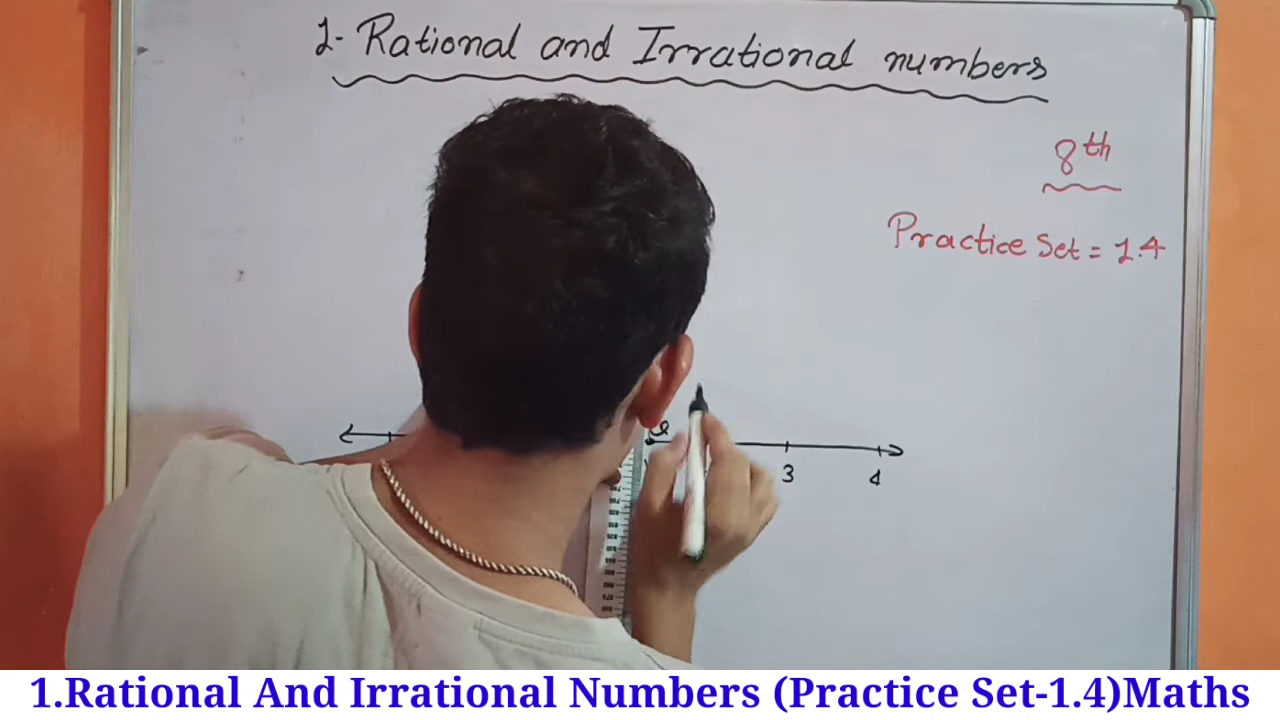 1- Rational and Irrational numbers
8th
Practice Set = 1.4
3 4
1.Rational And Irrational Numbers (Practice Set-1.4)Maths